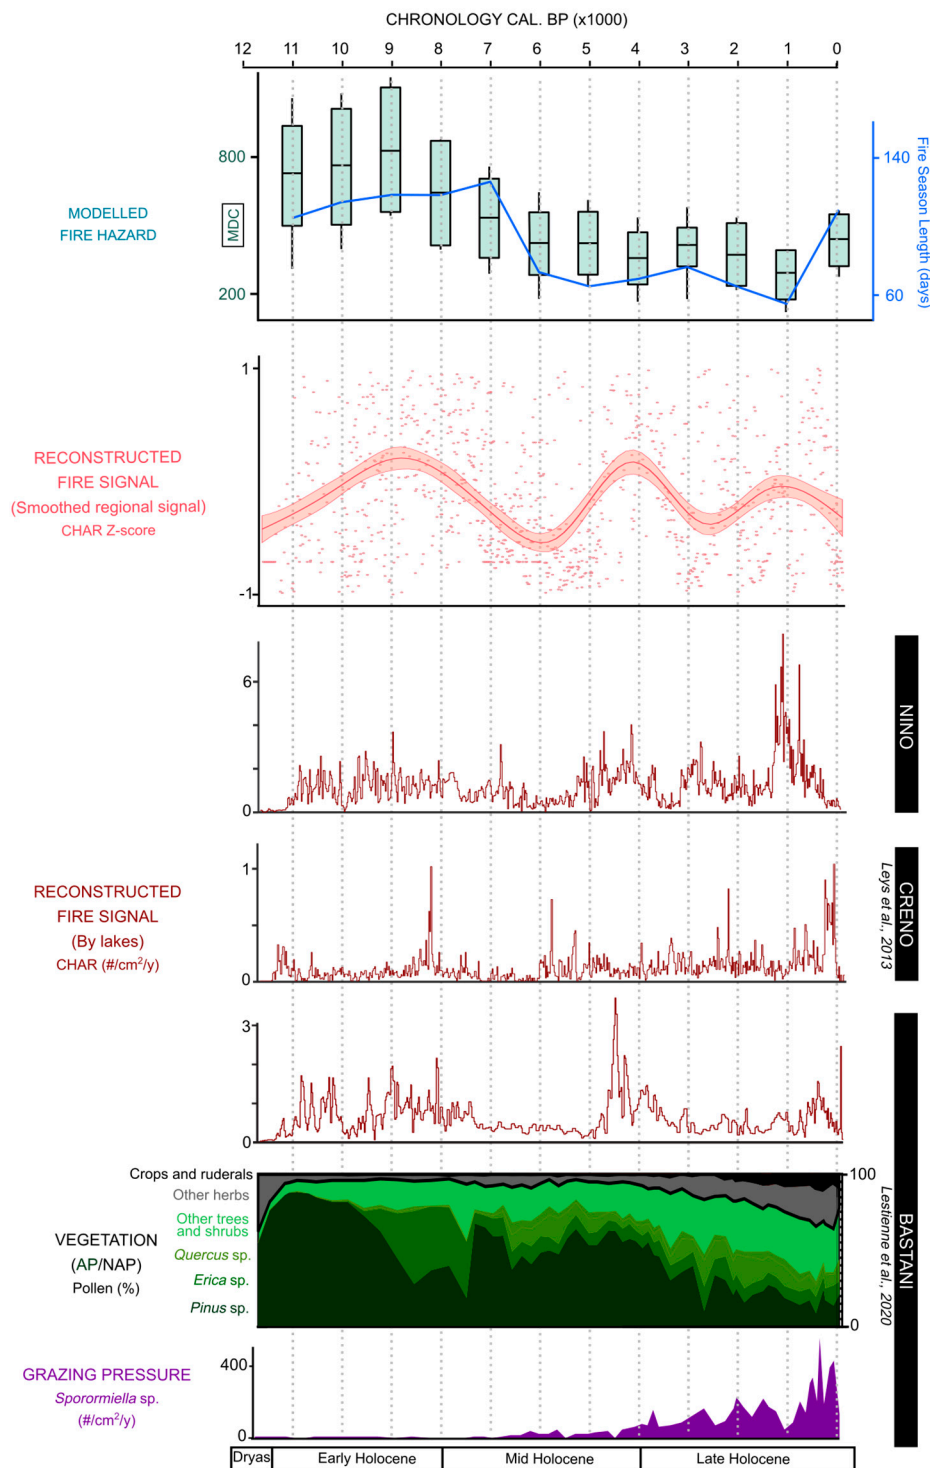 CHRONOLOGY CAL. BP (x1000)
12 11 10 9 8 7 6 5 4 3 2 1 0
MODELLED
FIRE HAZARD
MDC
800
200
140
60
Fire Season Length (days)
RECONSTRUCTED
FIRE SIGNAL
(Smoothed regional signal)
CHAR Z-score
1
-1
6
0
NINO
RECONSTRUCTED
FIRE SIGNAL
(By lakes)
CHAR (#/cm²/y)
1
0
CRENO
Leys et al., 2013
3
0
BASTANI
Lestienne et al., 2020
VEGETATION
(AP/NAP)
Pollen (%)
Crops and ruderals
Other herbs
Other trees
and shrubs
Quercus sp.
Erica sp.
Pinus sp.
100
0
GRAZING PRESSURE
Sporormiella sp.
(#/cm²/y)
400
0
Dryas Early Holocene Mid Holocene Late Holocene